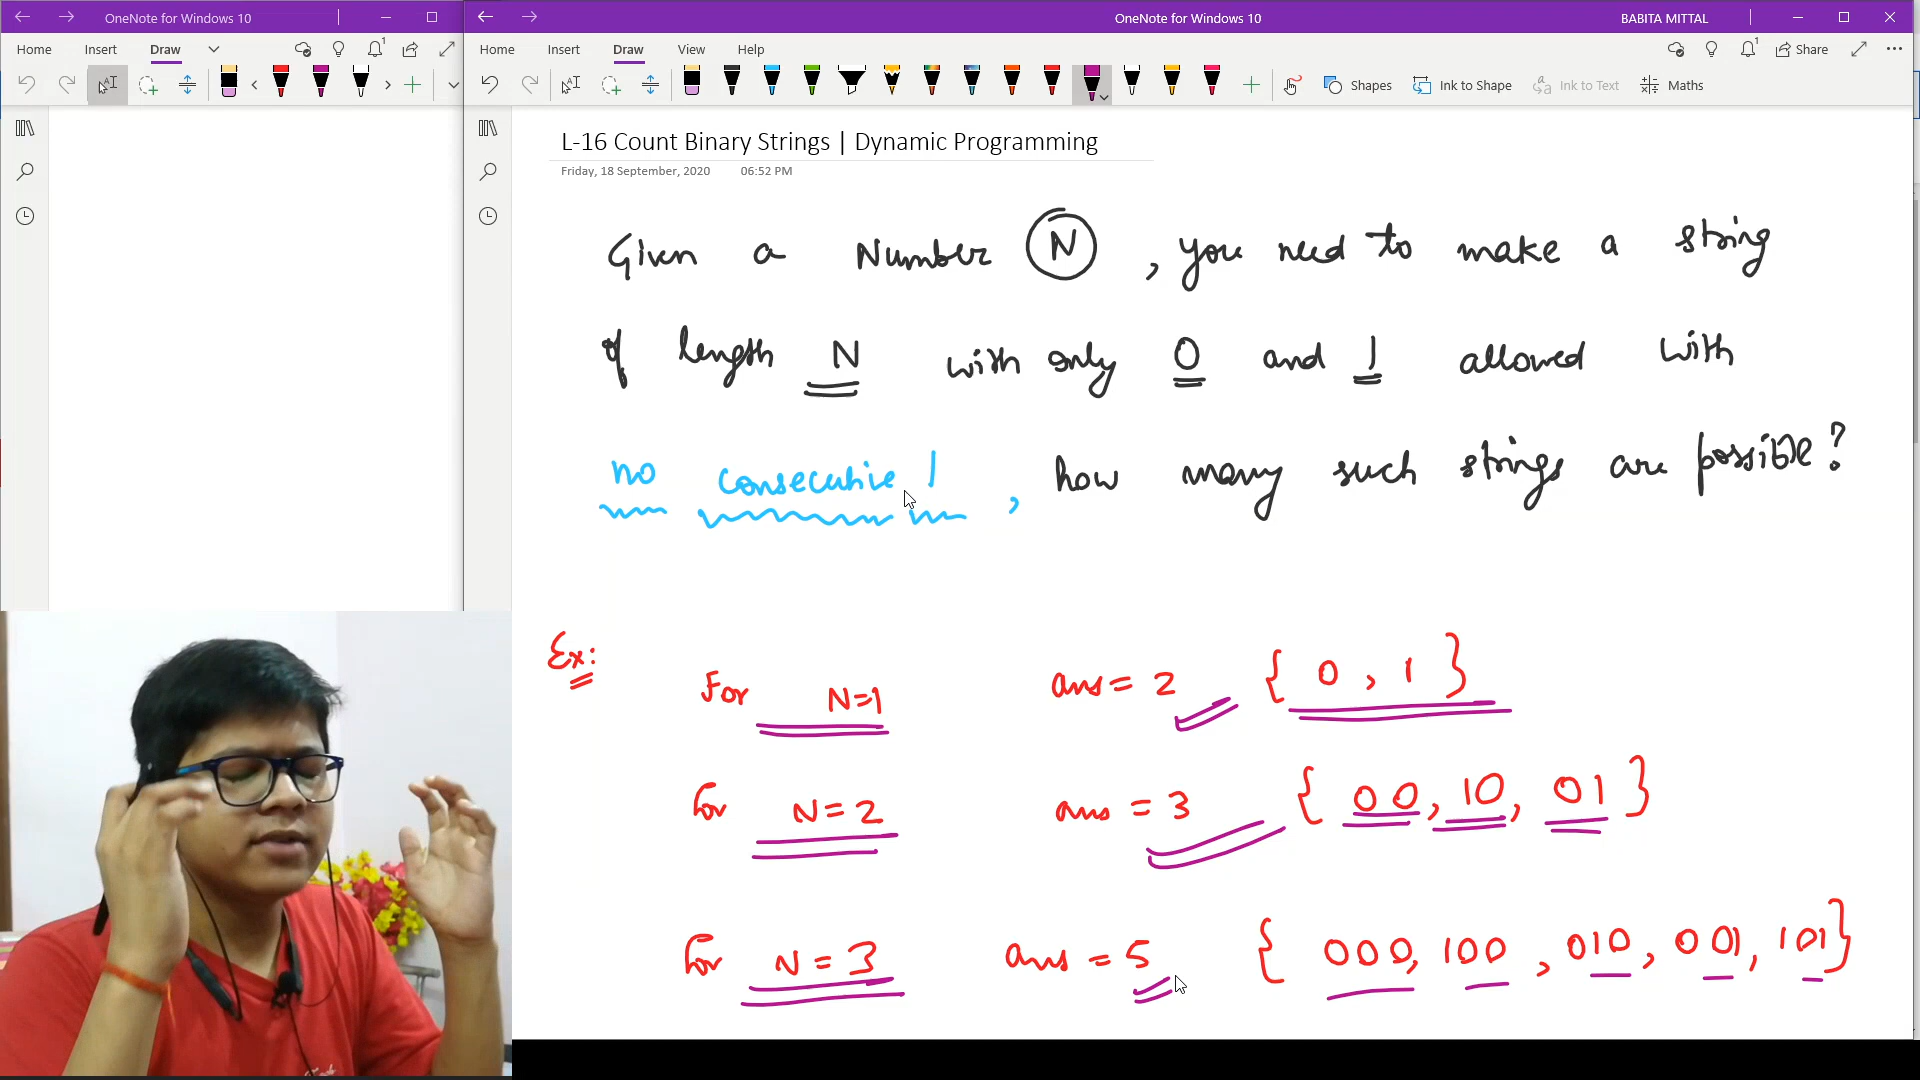 OneNote for Windows 10
OneNote for Windows 10
BABITA MITTAL
Home Insert Draw
Home Insert Draw View Help
Share
Shapes Ink to Shape Ink to Text Maths
L-16 Count Binary Strings | Dynamic Programming
Friday, 18 September, 2020 06:52 PM
Given a Number N , you need to make a string
of length N with only 0 and 1 allowed with
no consecutive 1 , how many such strings are possible?
Ex:
For N=1 ans = 2 { 0 , 1 }
for N = 2 ans = 3 { 00, 10, 01 }
for N = 3 ans = 5 { 000, 100 , 010, 001, 101 }